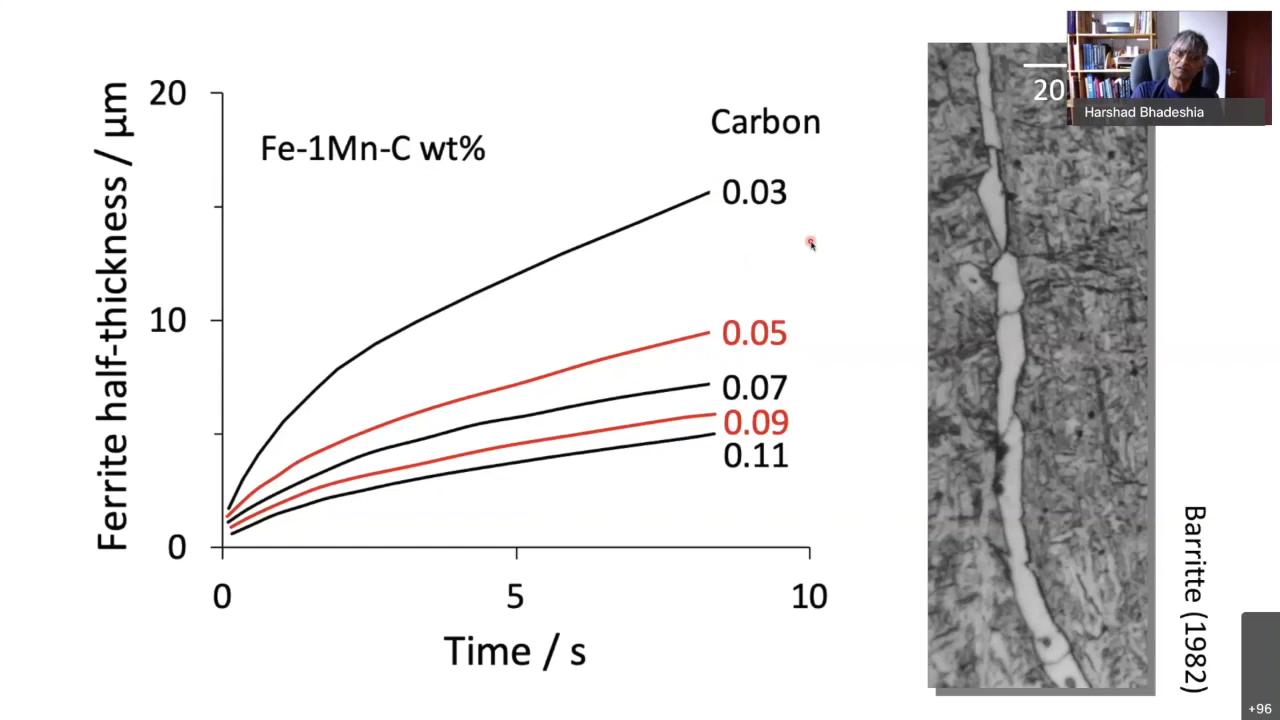 Ferrite half-thickness / µm
20
10
0
Fe-1Mn-C wt%
Carbon
0.03
0.05
0.07
0.09
0.11
0
5
10
Time / s
20
Harshad Bhadeshia
Barritte (1982)
+96